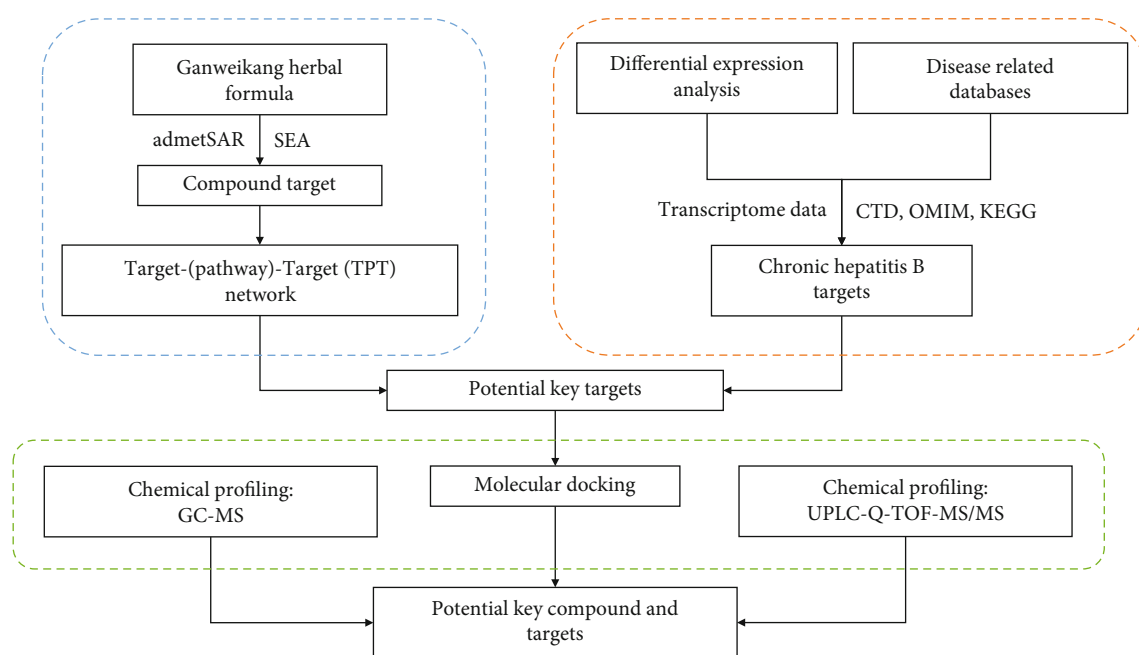 Ganweikang herbal
formula
admetSAR SEA
Compound target
Target-(pathway)-Target (TPT)
network
Differential expression
analysis
Disease related
databases
Transcriptome data CTD, OMIM, KEGG
Chronic hepatitis B
targets
Potential key targets
Chemical profiling:
GC-MS
Molecular docking
Chemical profiling:
UPLC-Q-TOF-MS/MS
Potential key compound and
targets